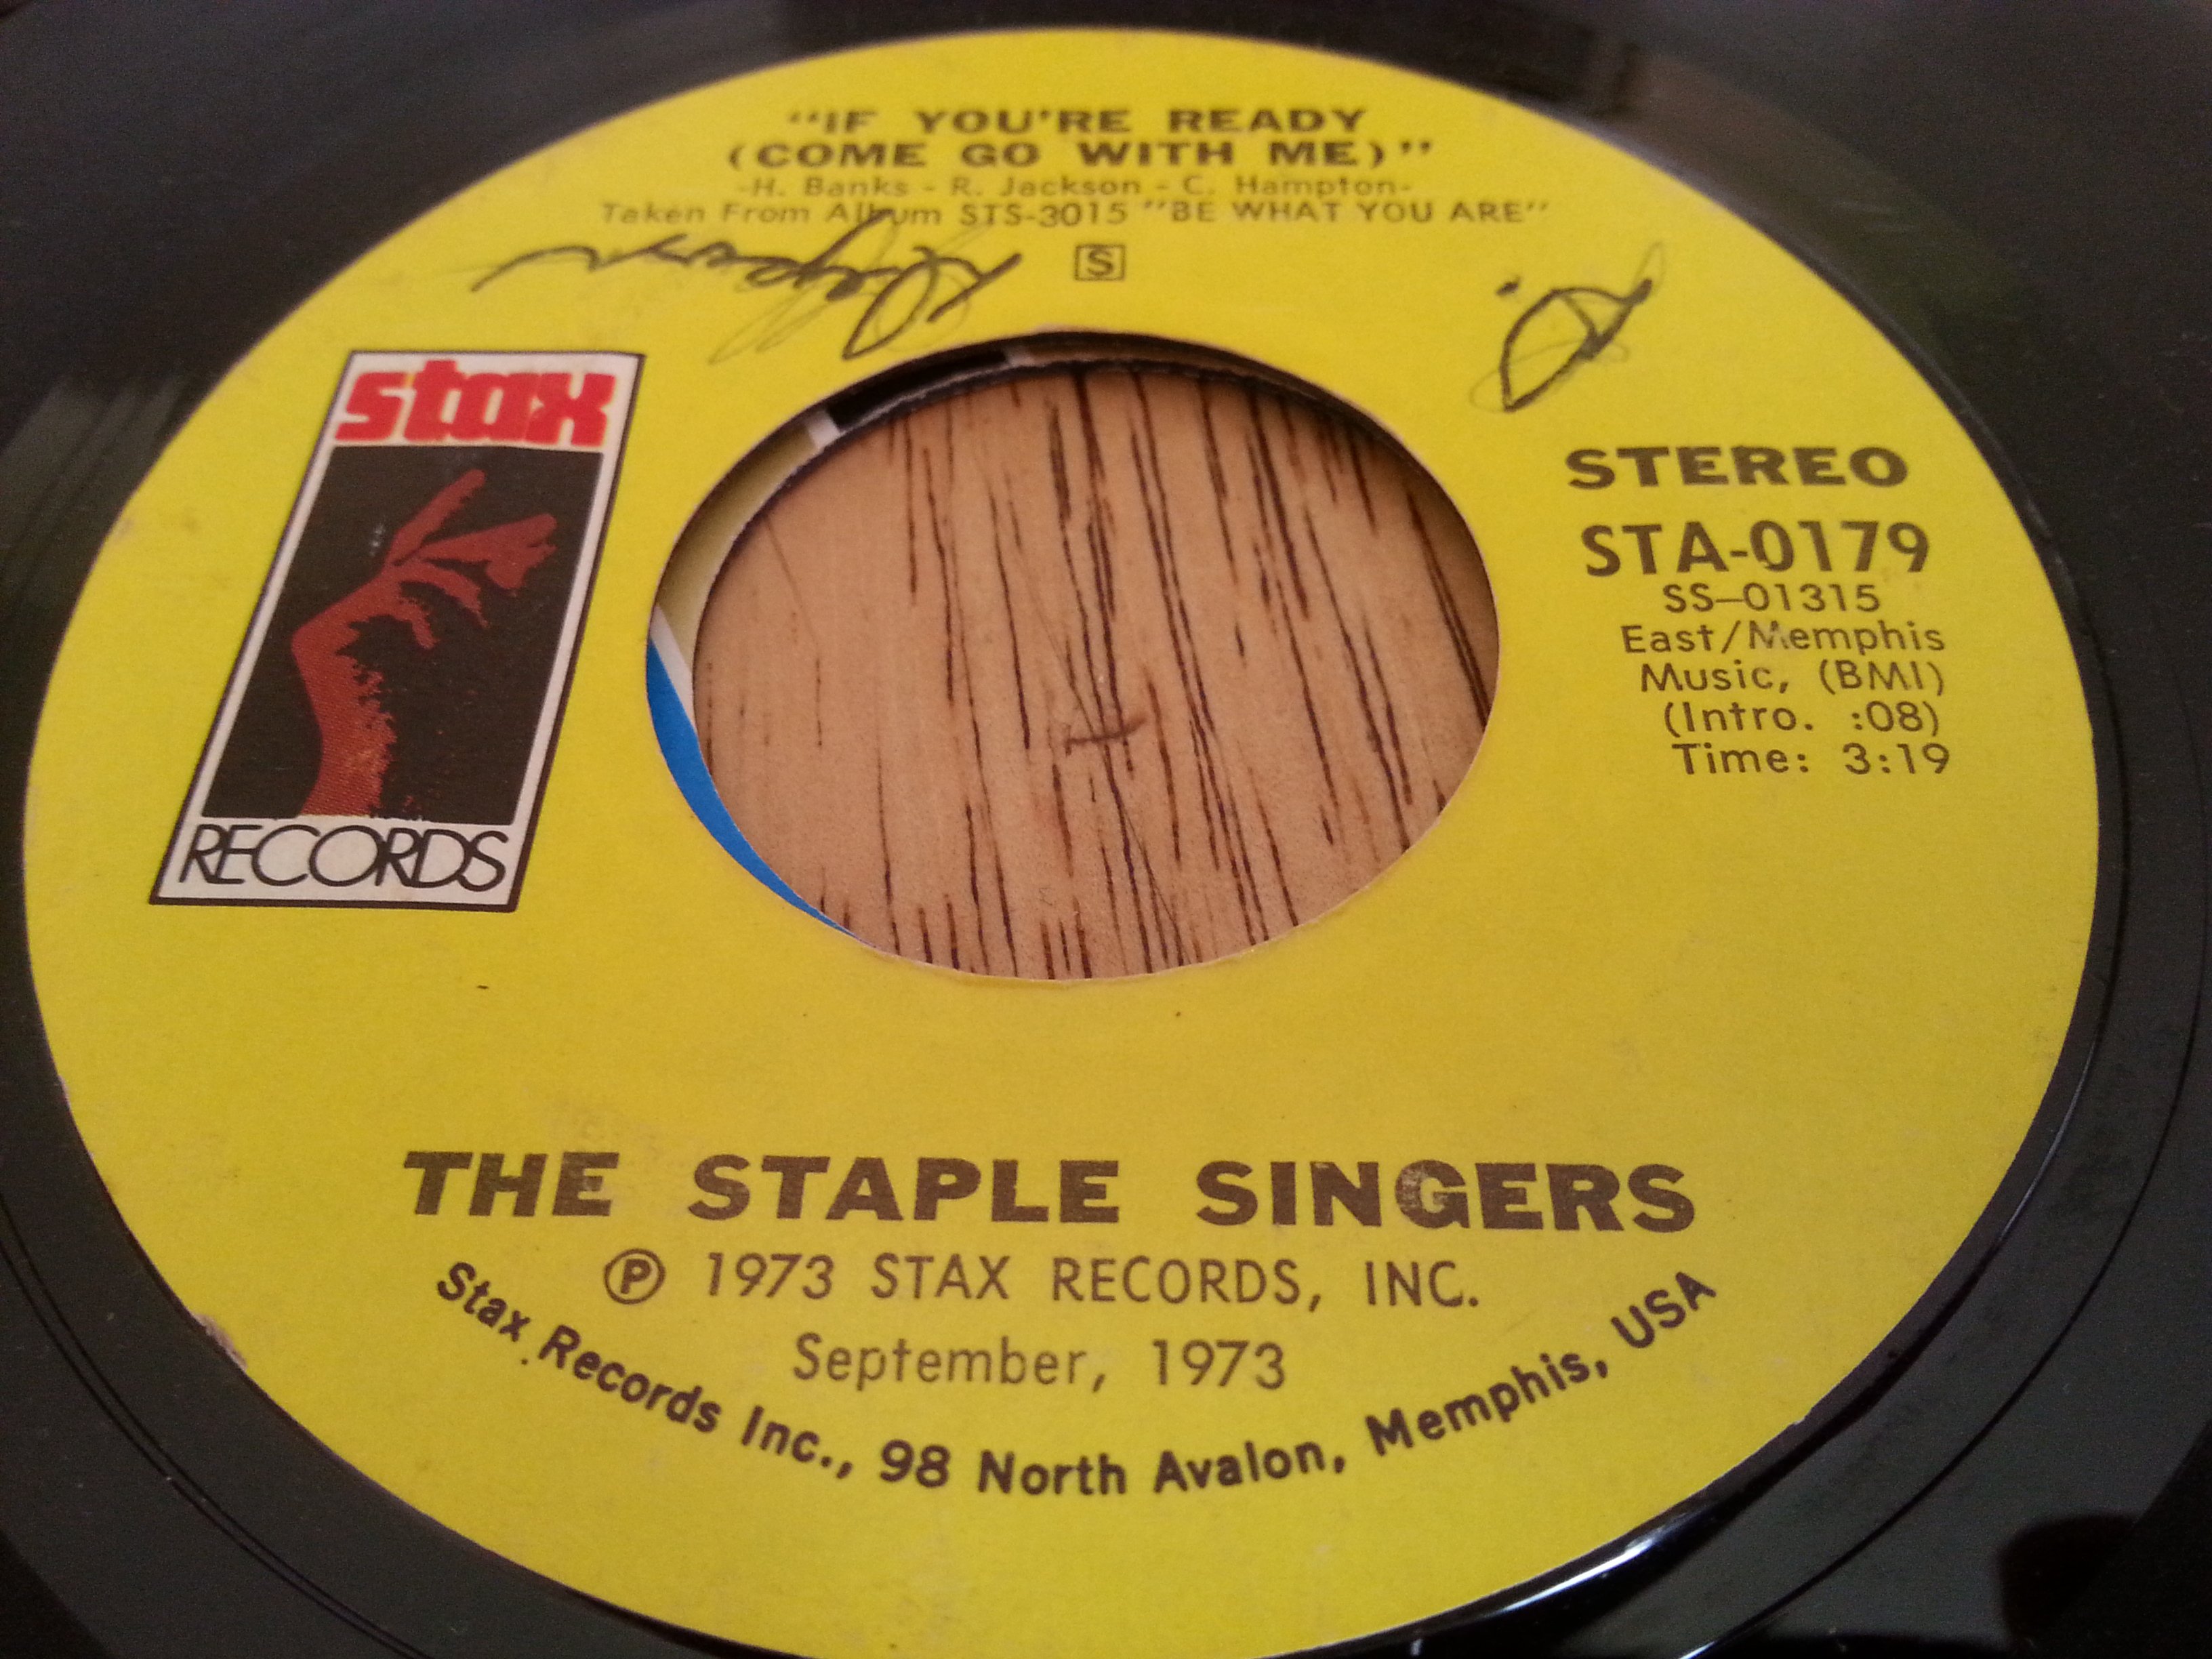 "IF YOU'RE READY
(COME GO WITH ME)"
-H. Banks - R. Jackson - C. Hampton-
Taken From Album STS-3015 "BE WHAT YOU ARE"
S
stax
RECORDS
STEREO
STA-0179
SS-01315
East/Memphis
Music, (BMI)
(Intro. :08)
Time: 3:19
THE STAPLE SINGERS
Ⓟ 1973 STAX RECORDS, INC.
September, 1973
Stax Records Inc., 98 North Avalon, Memphis, USA